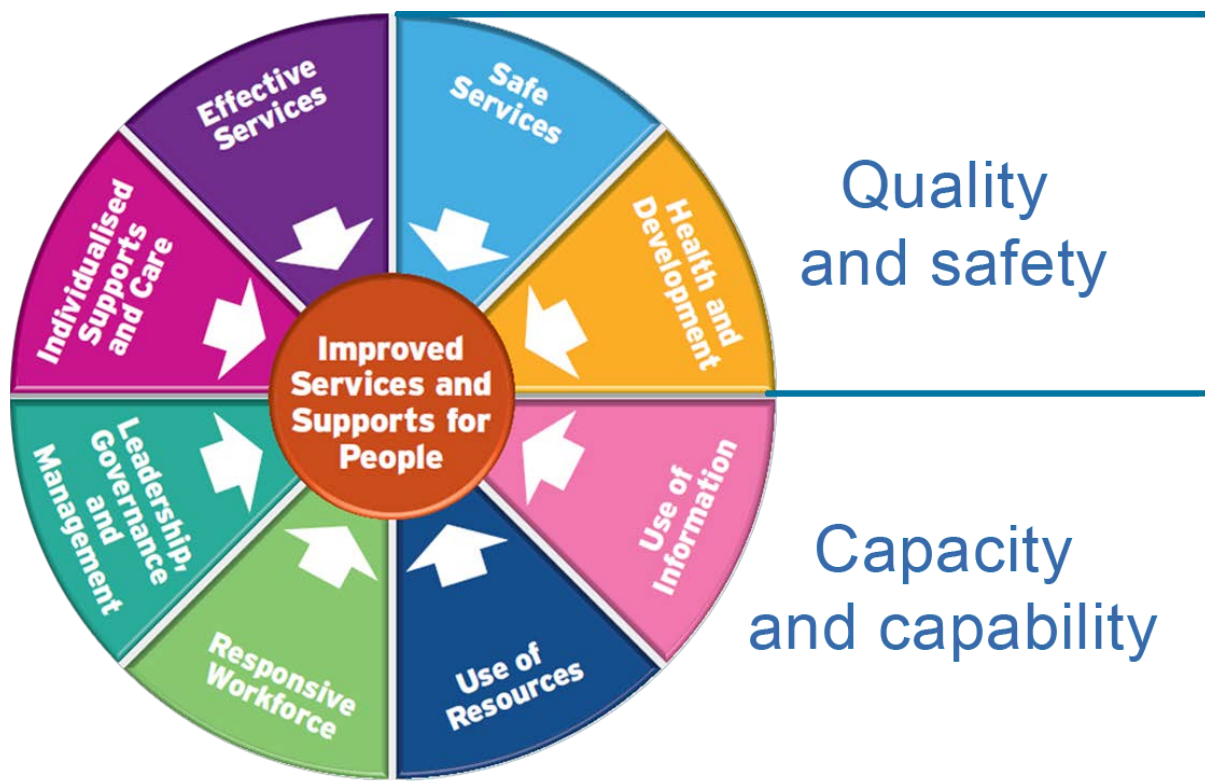 Effective
Services
Safe
Services
Individualised
Supports
and Care
Health and
Development
Quality
and safety
Improved
Services and
Supports for
People
Leadership,
Governance
and
Management
Use of
Information
Responsive
Workforce
Use of
Resources
Capacity
and capability